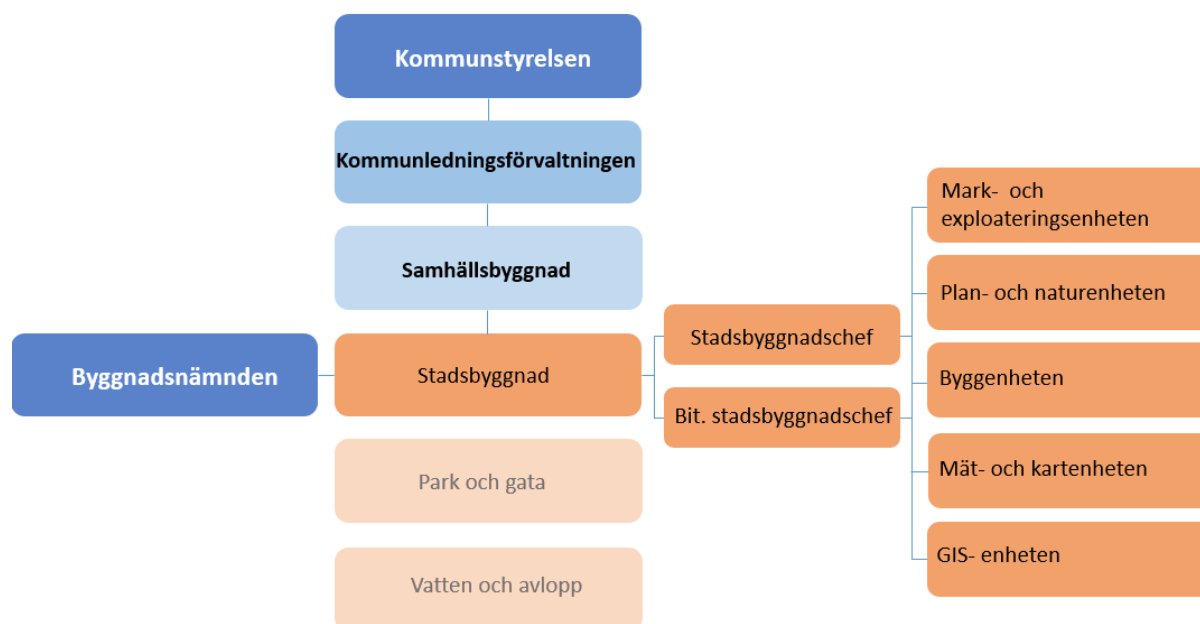 Kommunstyrelsen
Kommunledningsförvaltningen
Samhällsbyggnad
Byggnadsnämnden
Stadsbyggnad
Park och gata
Vatten och avlopp
Stadsbyggnadschef
Bit. stadsbyggnadschef
Mark- och
exploateringsenheten
Plan- och naturenheten
Byggenheten
Mät- och kartenheten
GIS- enheten